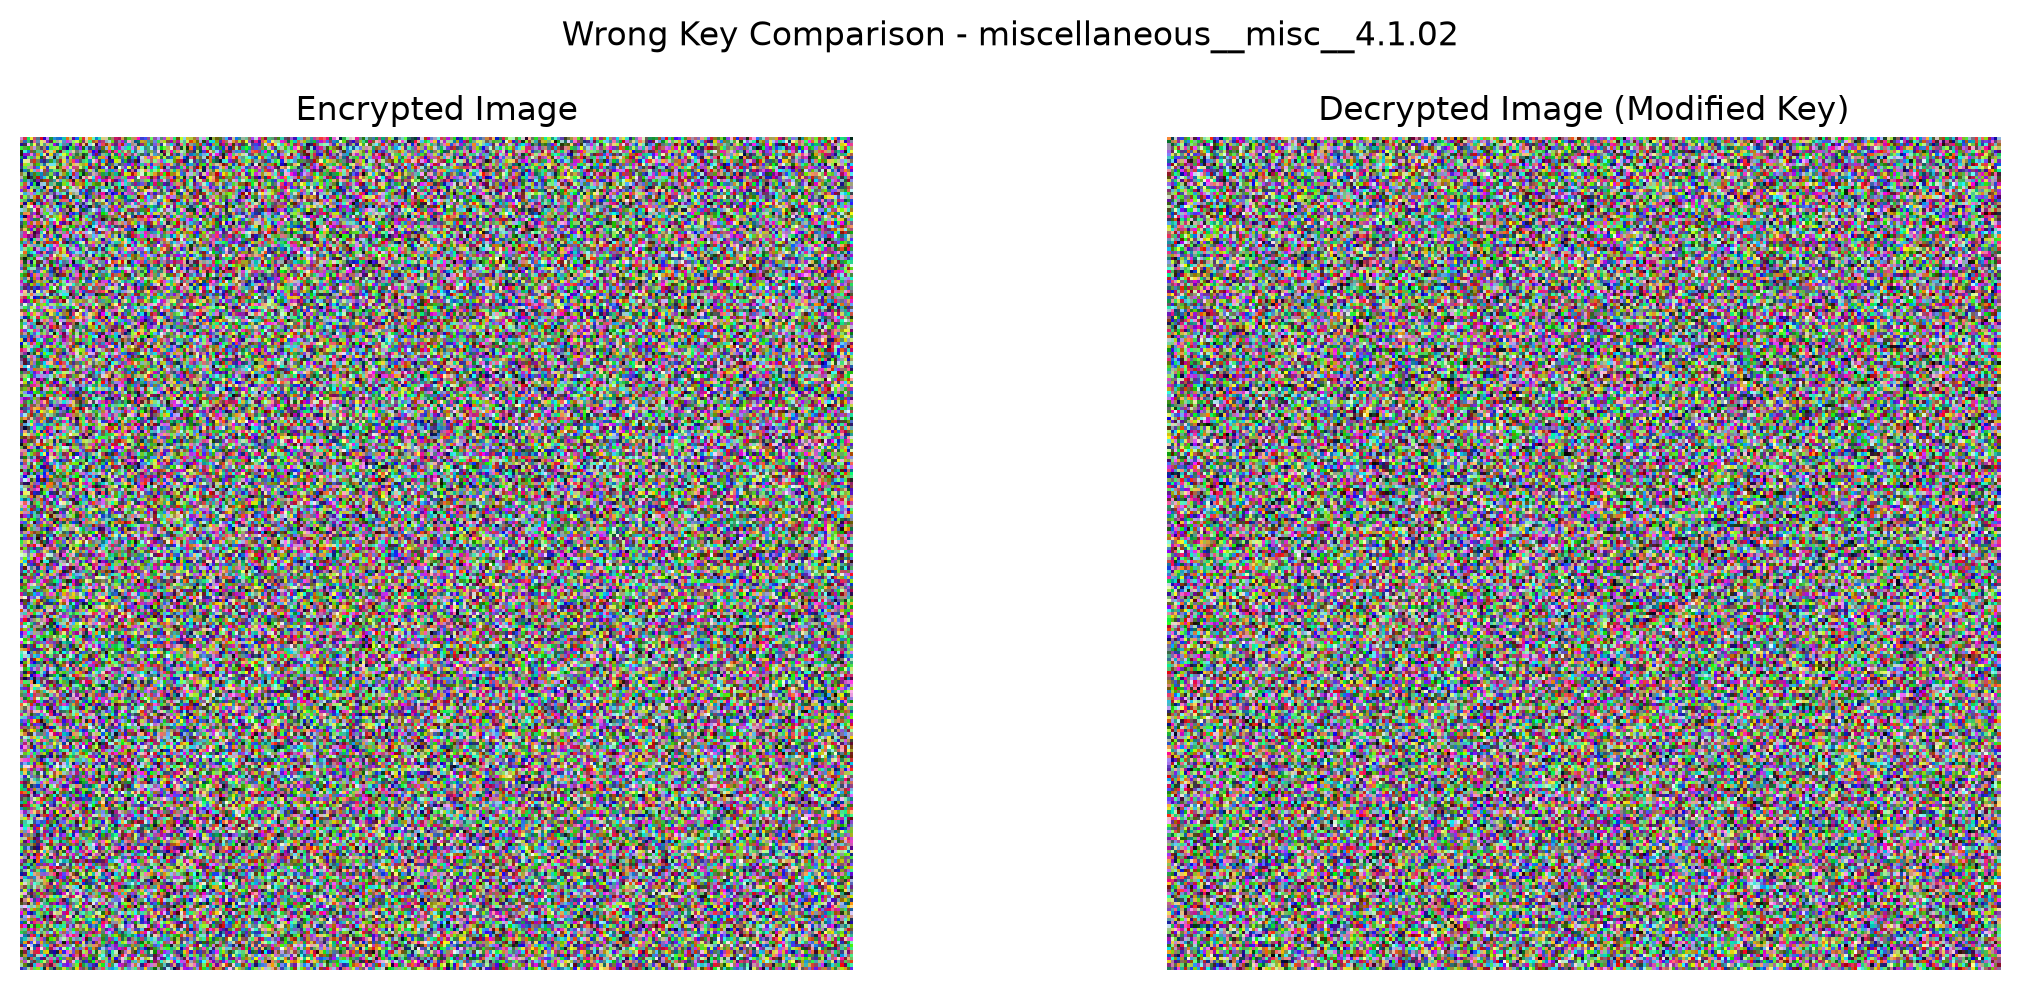 Wrong Key Comparison - miscellaneous__misc__4.1.02
Encrypted Image
Decrypted Image (Modified Key)